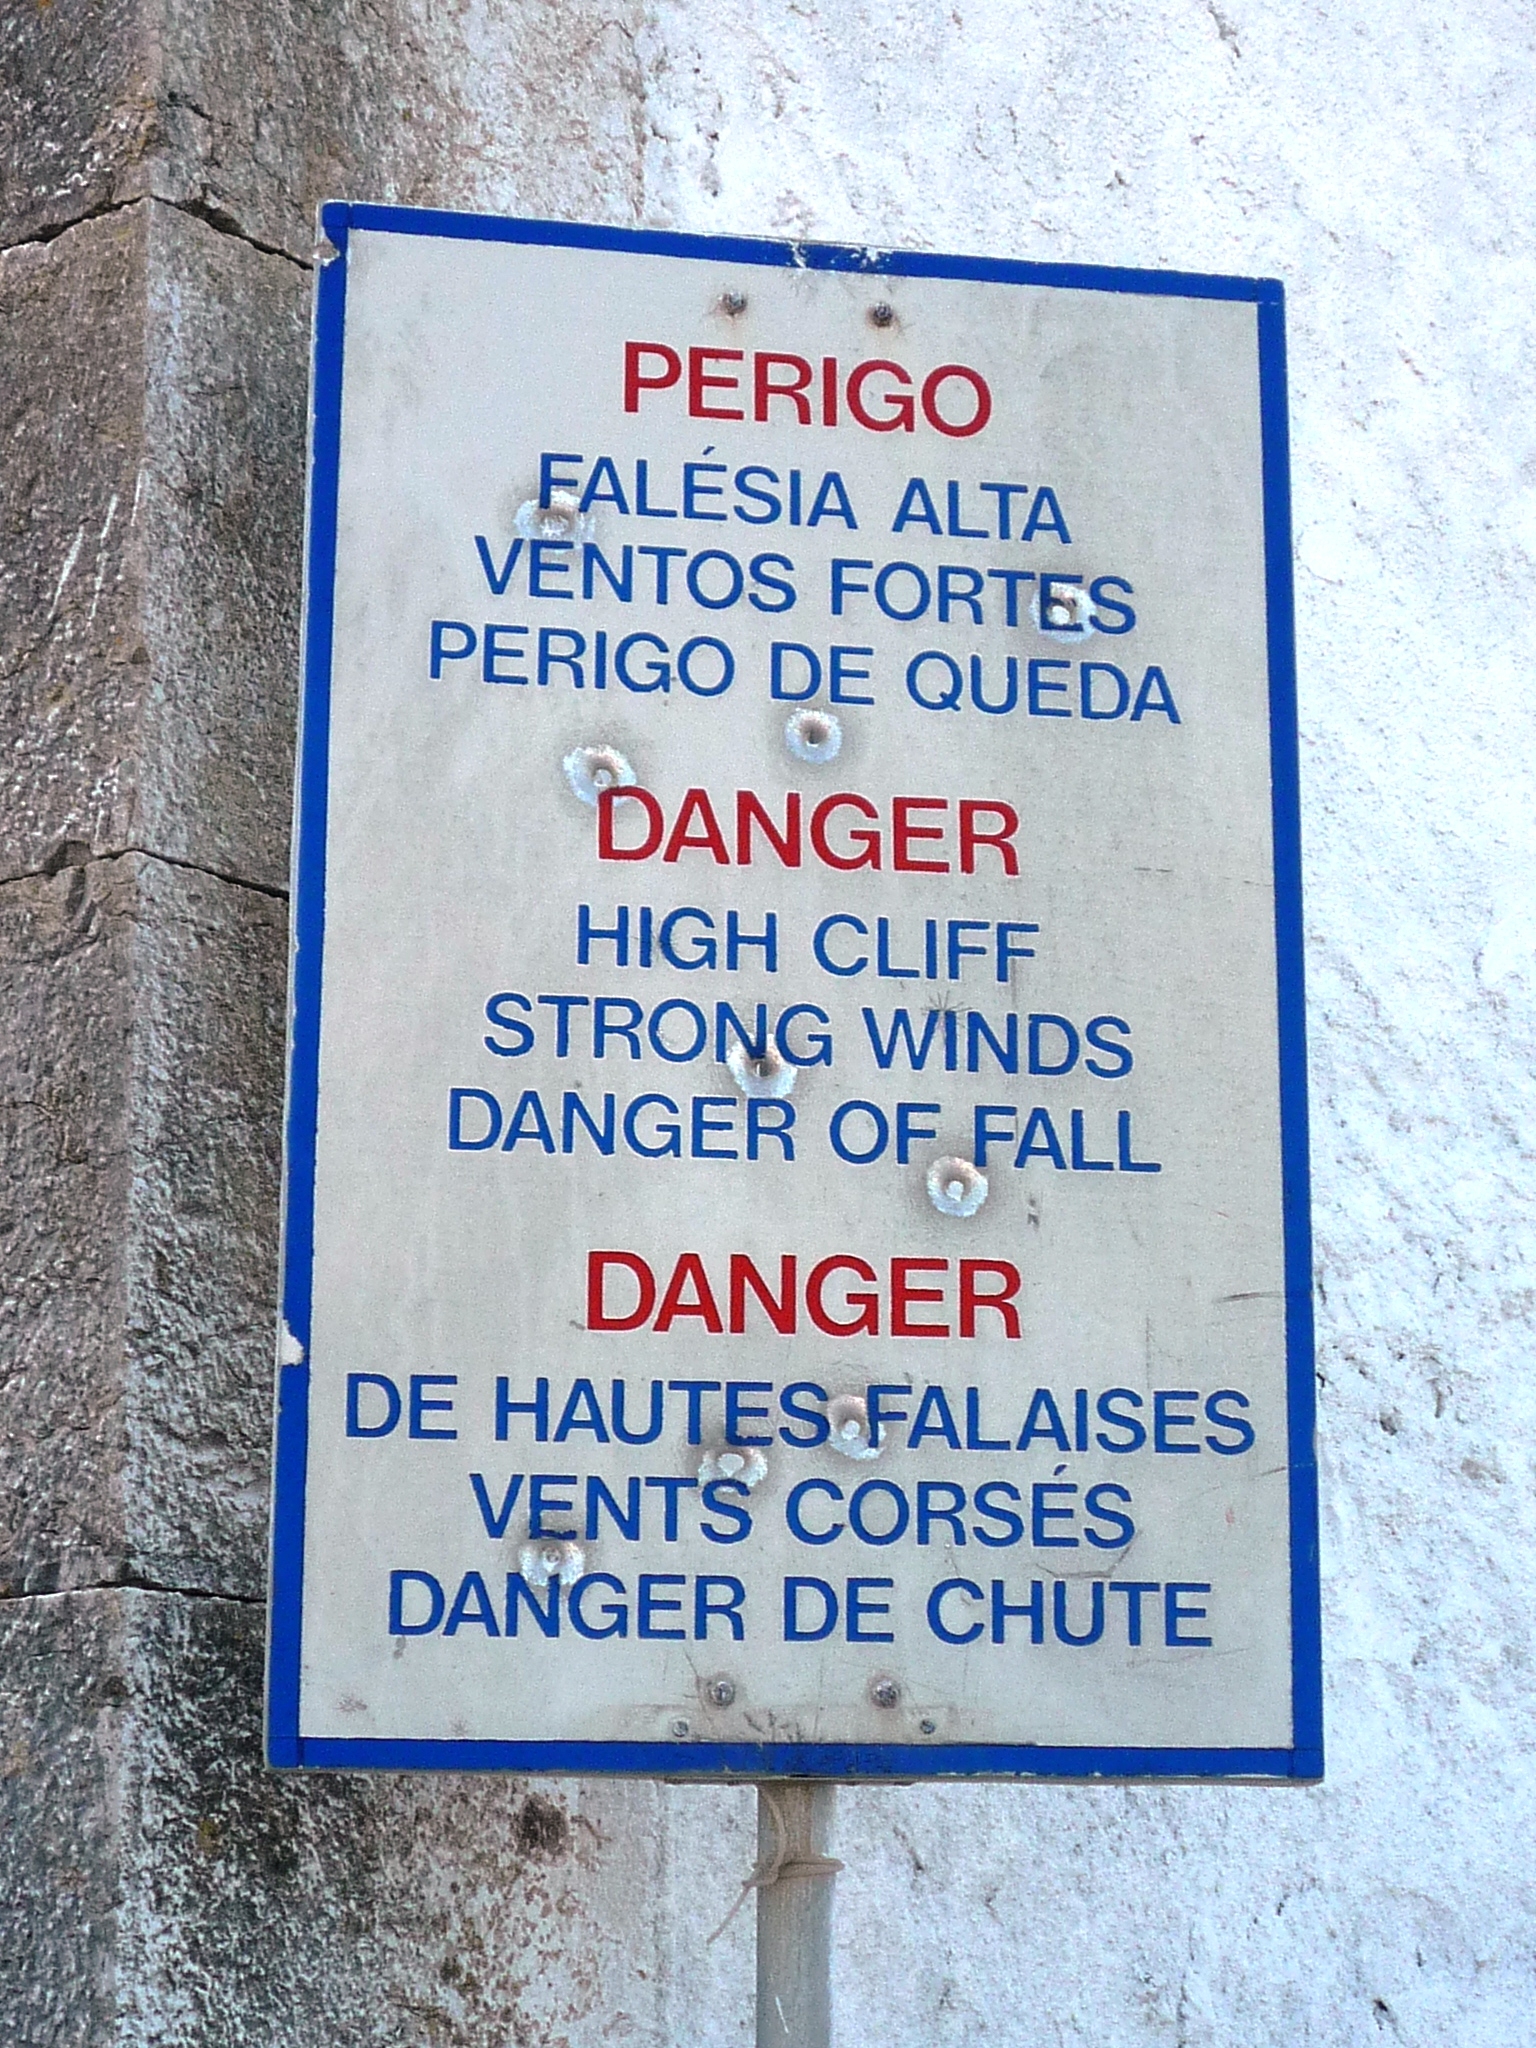 PERIGO
FALÉSIA ALTA
VENTOS FORTES
PERIGO DE QUEDA
DANGER
HIGH CLIFF
STRONG WINDS
DANGER OF FALL
DANGER
DE HAUTES FALAISES
VENTS CORSÉS
DANGER DE CHUTE